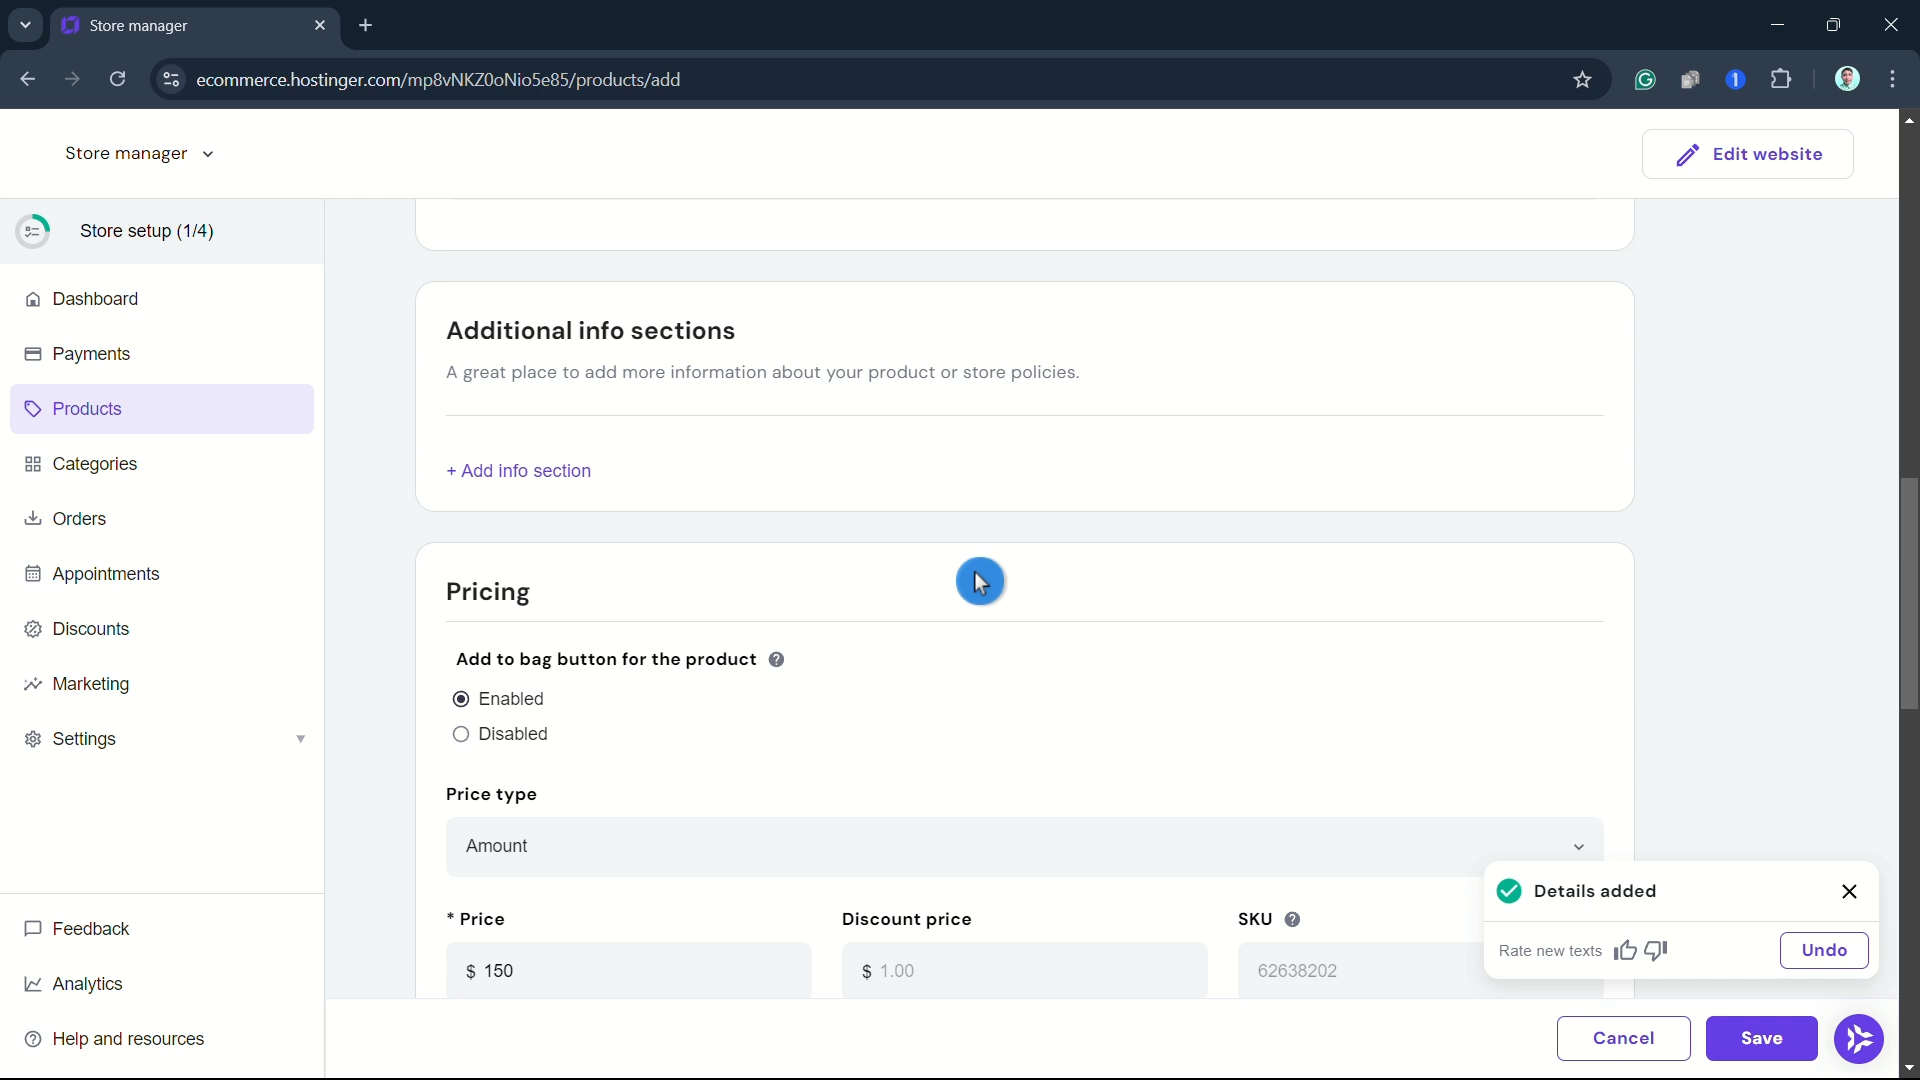 Store manager
ecommerce.hostinger.com/mp8vNKZ0oNio5e85/products/add
Store manager
Edit website
Store setup (1/4)
Dashboard
Payments
Products
Categories
Orders
Appointments
Discounts
Marketing
Settings
Feedback
Analytics
Help and resources
Additional info sections
A great place to add more information about your product or store policies.
+ Add info section
Pricing
Add to bag button for the product ?
Enabled
Disabled
Price type
Amount
* Price
Discount price
SKU ?
$ 150
$ 1.00
62638202
Details added
Rate new texts
Undo
Cancel
Save